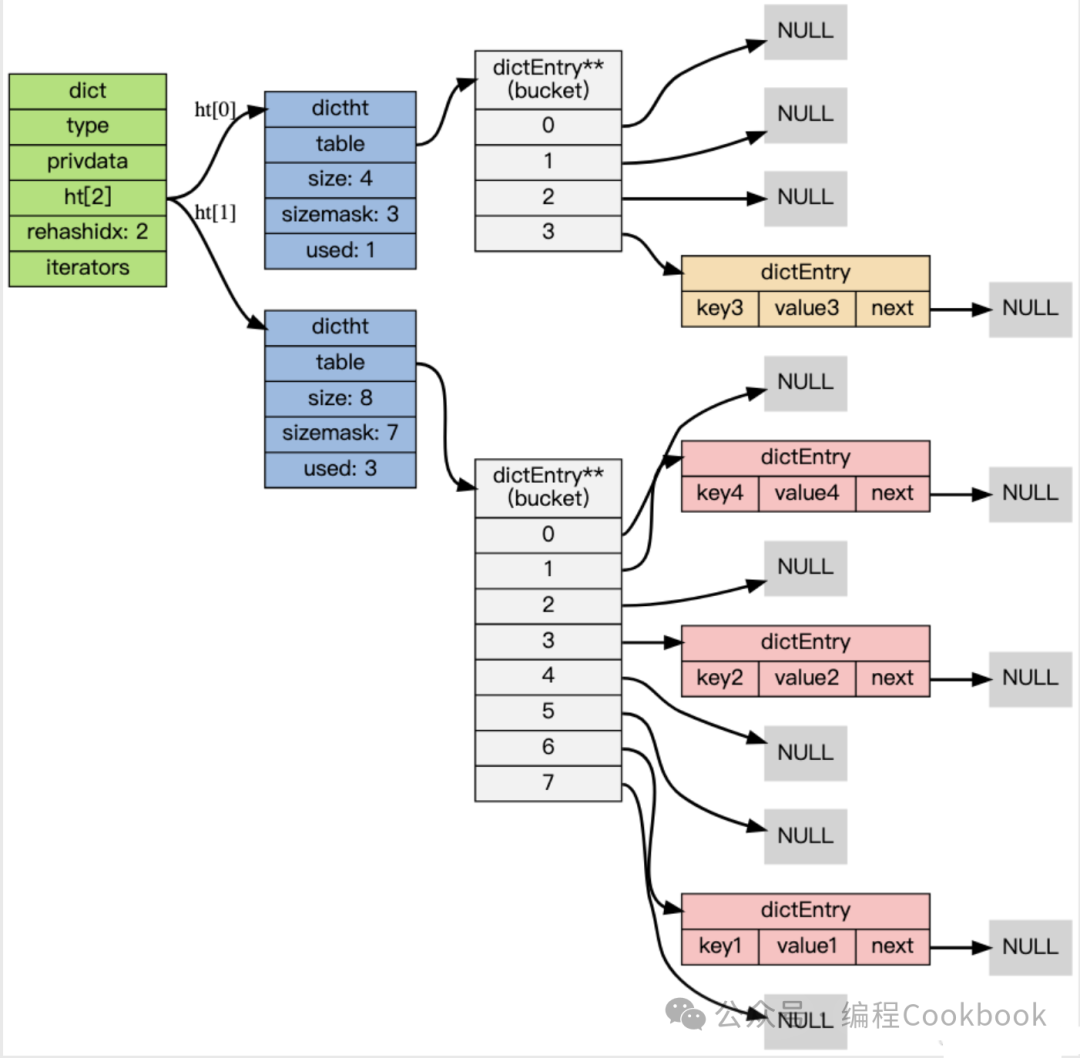 dict
type
privdata
ht[2]
rehashidx: 2
iterators
ht[0]
ht[1]
dictht
table
size: 4
sizemask: 3
used: 1
dictht
table
size: 8
sizemask: 7
used: 3
dictEntry**
(bucket)
0
1
2
3
NULL
NULL
NULL
dictEntry
key3 value3 next
NULL
dictEntry**
(bucket)
0
1
2
3
4
5
6
7
NULL
dictEntry
key4 value4 next
NULL
NULL
dictEntry
key2 value2 next
NULL
NULL
NULL
dictEntry
key1 value1 next
NULL
NULL
公众号 · 编程Cookbook